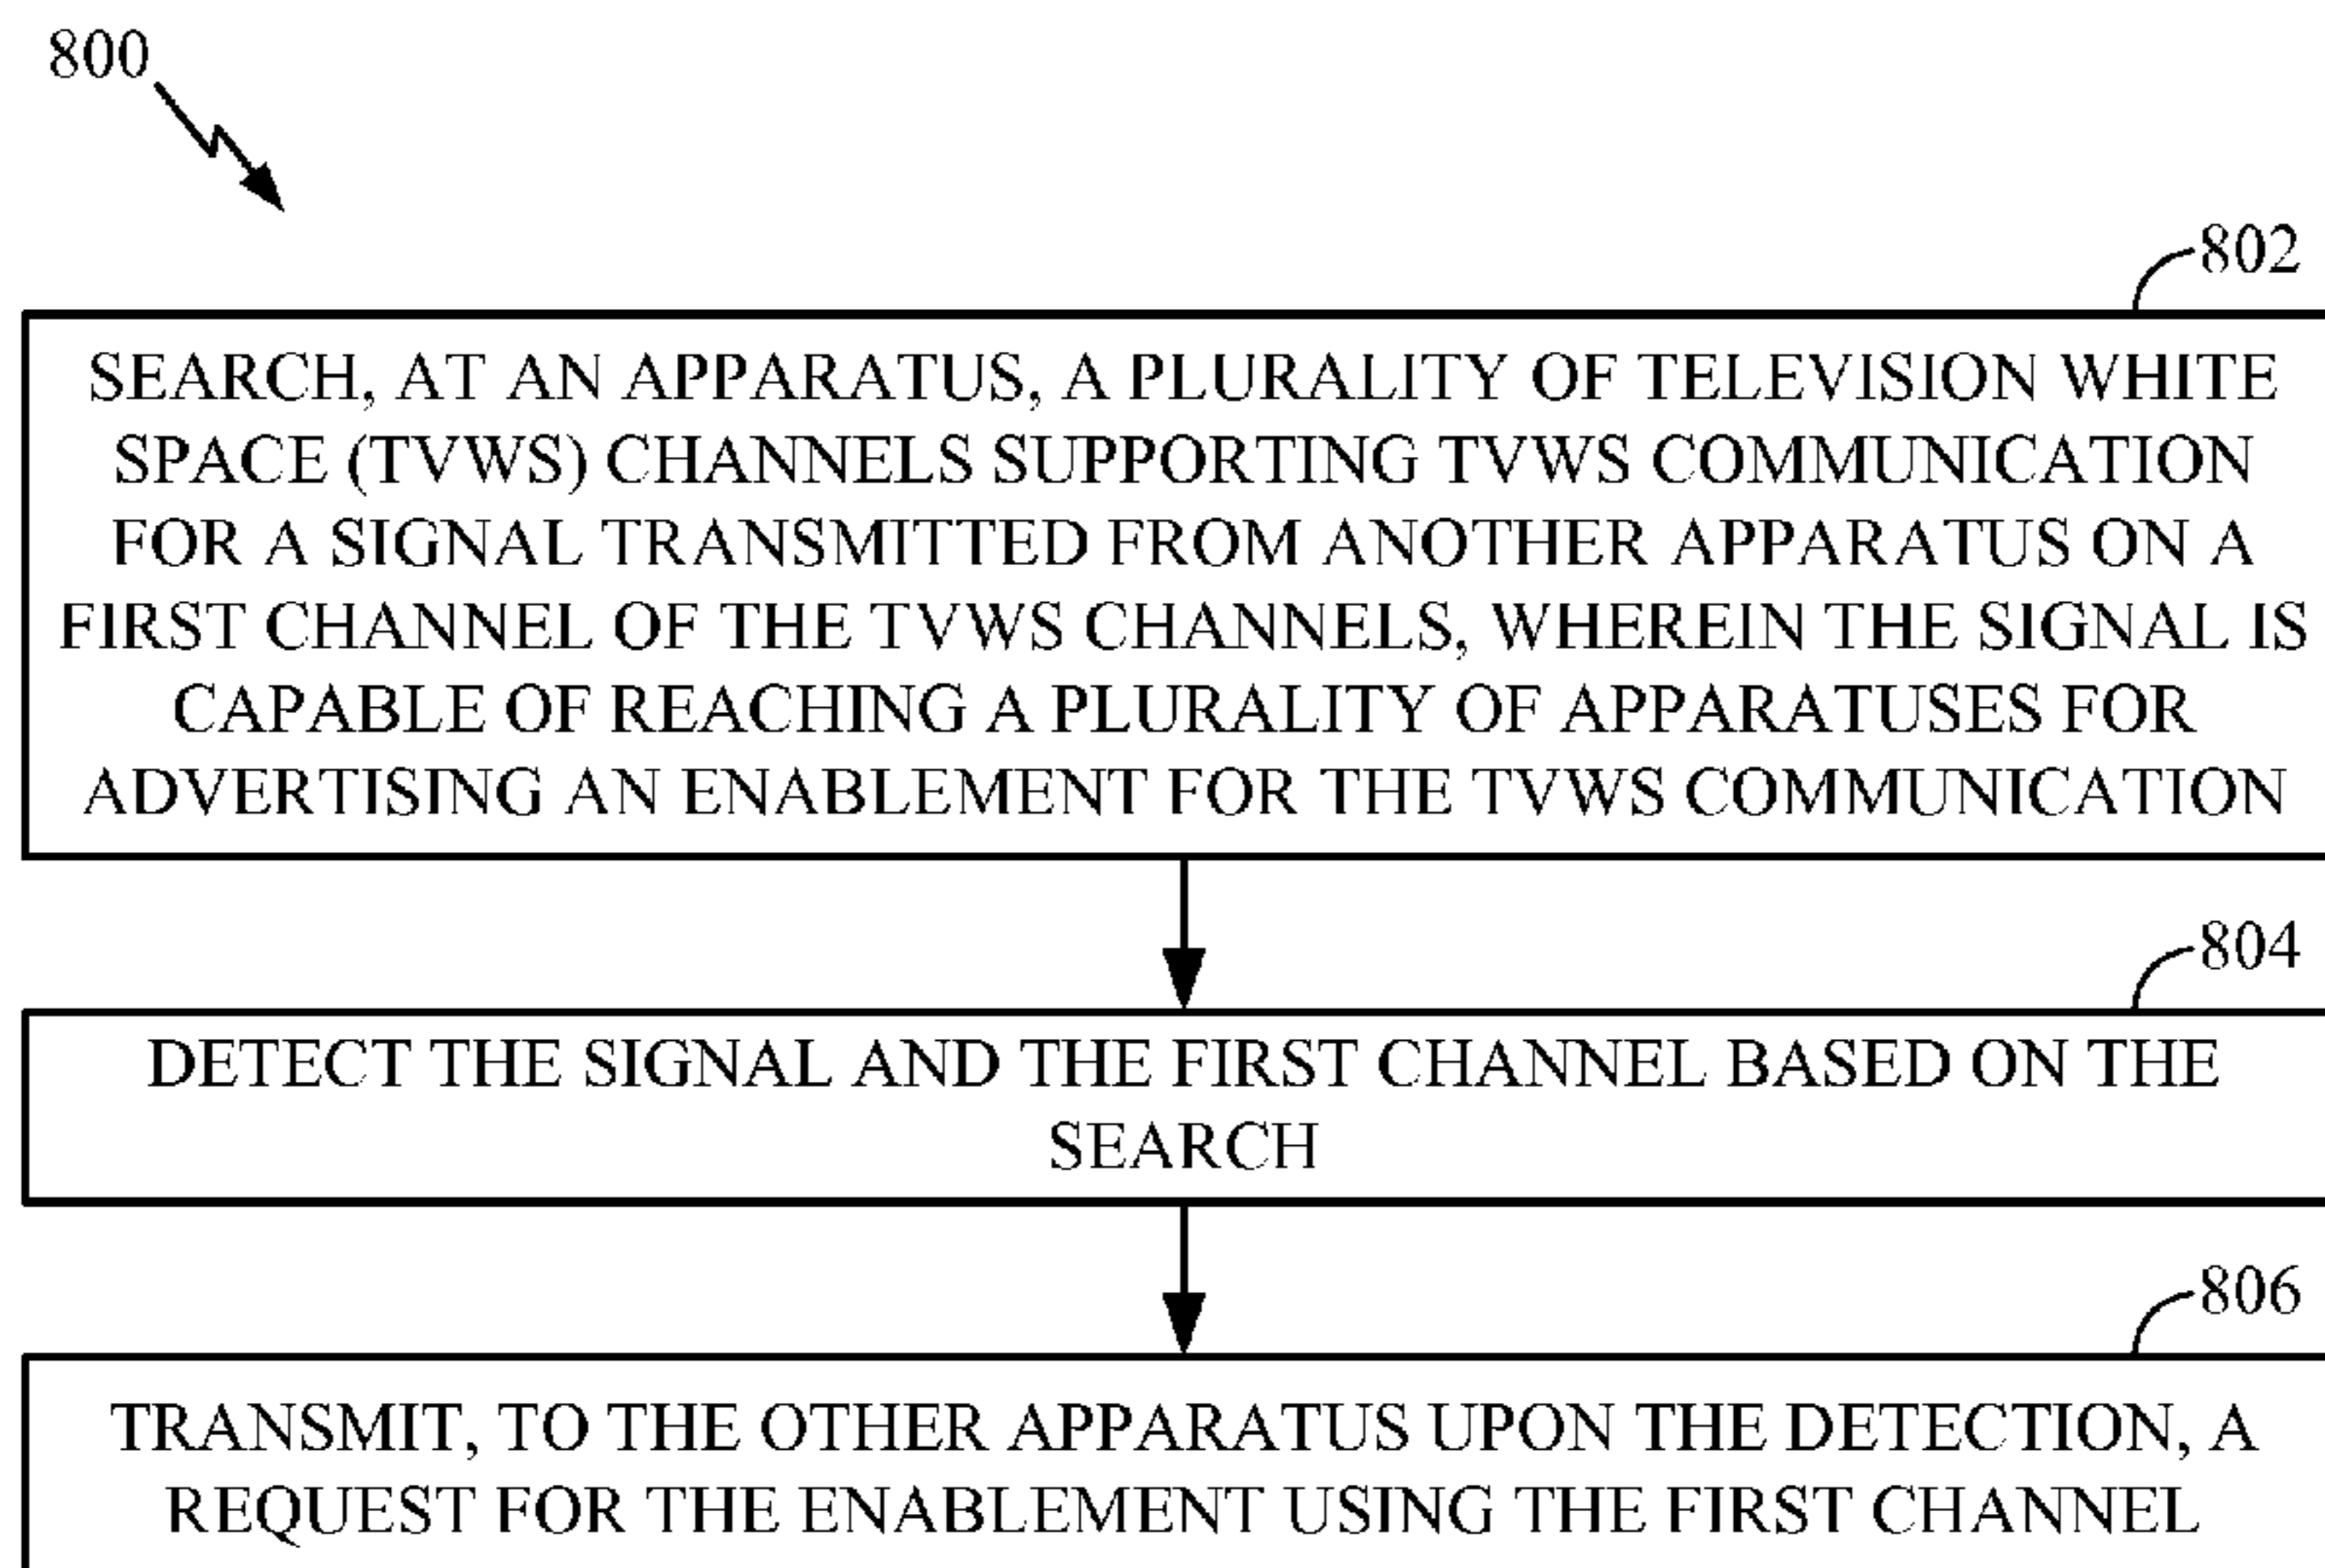 800
802
SEARCH, AT AN APPARATUS, A PLURALITY OF TELEVISION WHITE
SPACE (TVWS) CHANNELS SUPPORTING TVWS COMMUNICATION
FOR A SIGNAL TRANSMITTED FROM ANOTHER APPARATUS ON A
FIRST CHANNEL OF THE TVWS CHANNELS, WHEREIN THE SIGNAL IS
CAPABLE OF REACHING A PLURALITY OF APPARATUSES FOR
ADVERTISING AN ENABLEMENT FOR THE TVWS COMMUNICATION
804
DETECT THE SIGNAL AND THE FIRST CHANNEL BASED ON THE
SEARCH
806
TRANSMIT, TO THE OTHER APPARATUS UPON THE DETECTION, A
REQUEST FOR THE ENABLEMENT USING THE FIRST CHANNEL